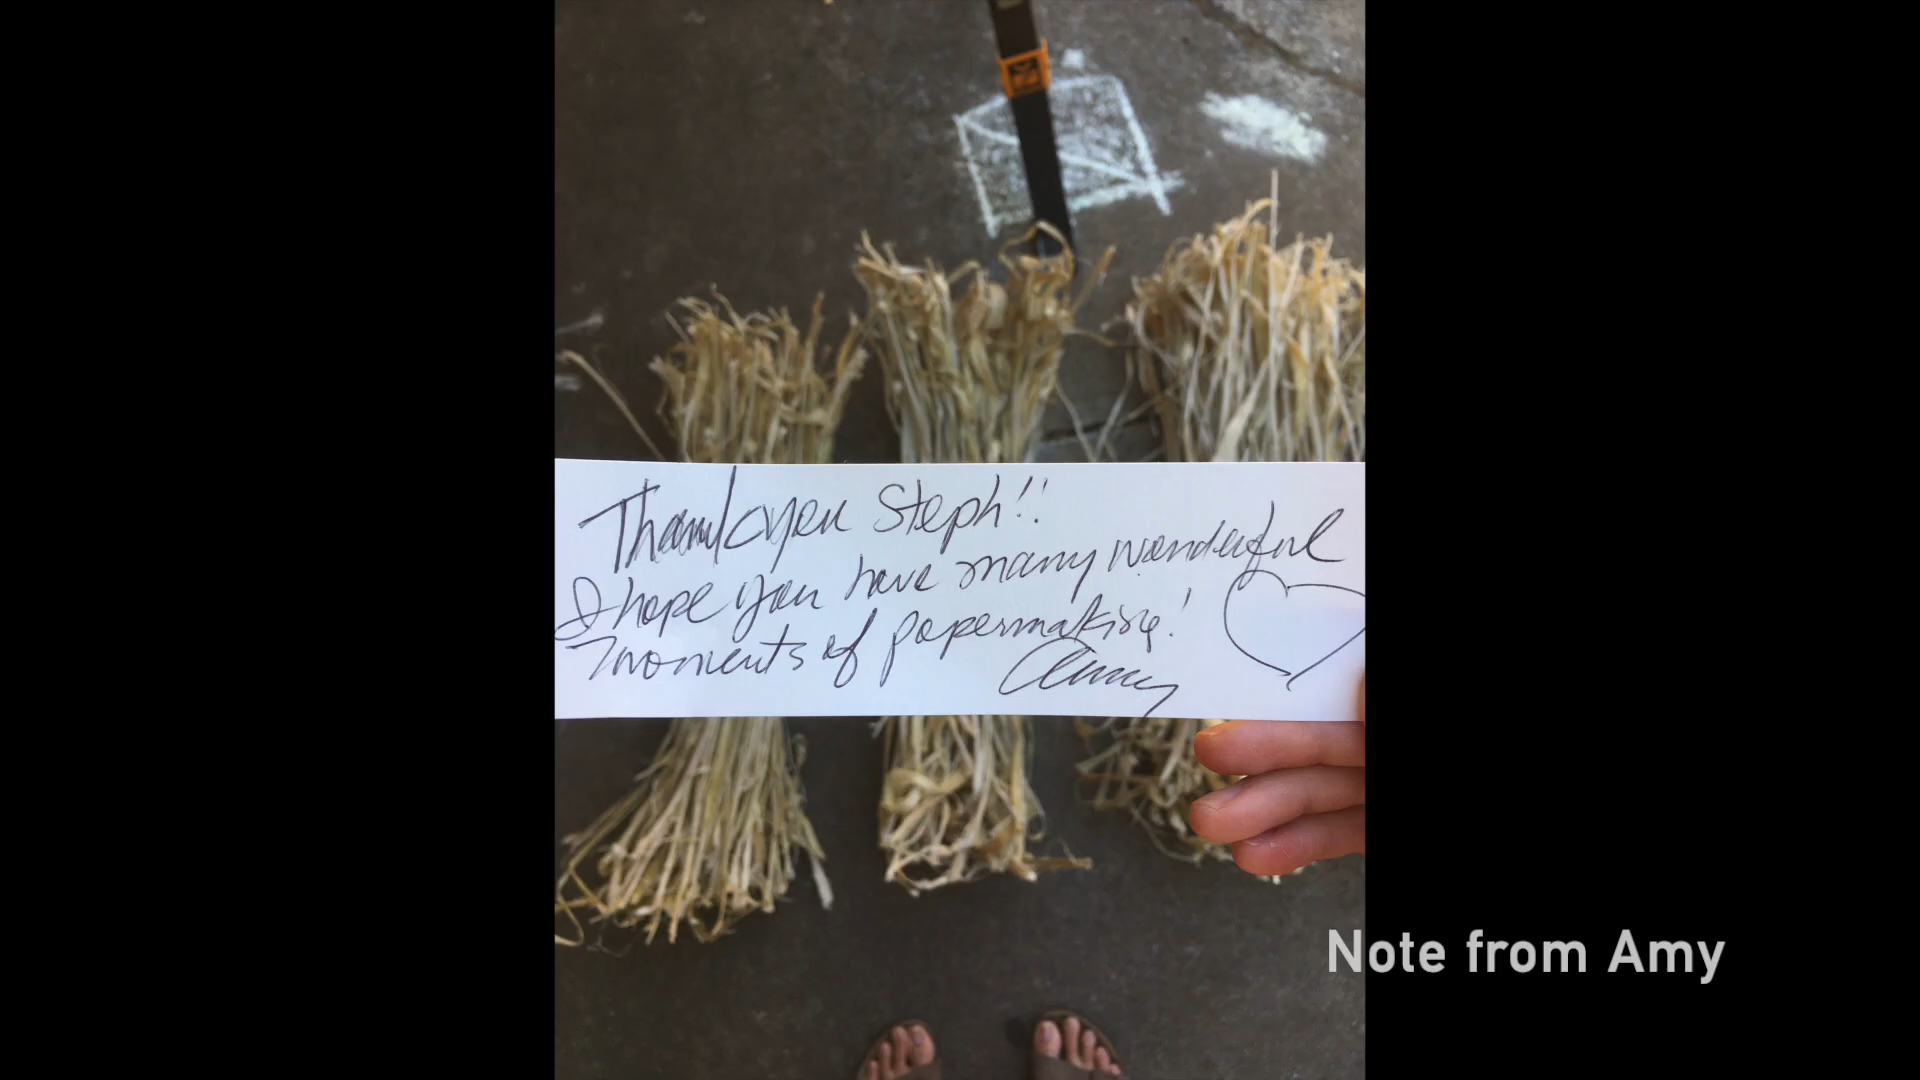 Thank you Steph!!
I hope you have many wonderful
moments of papermaking!
Amy
Note from Amy